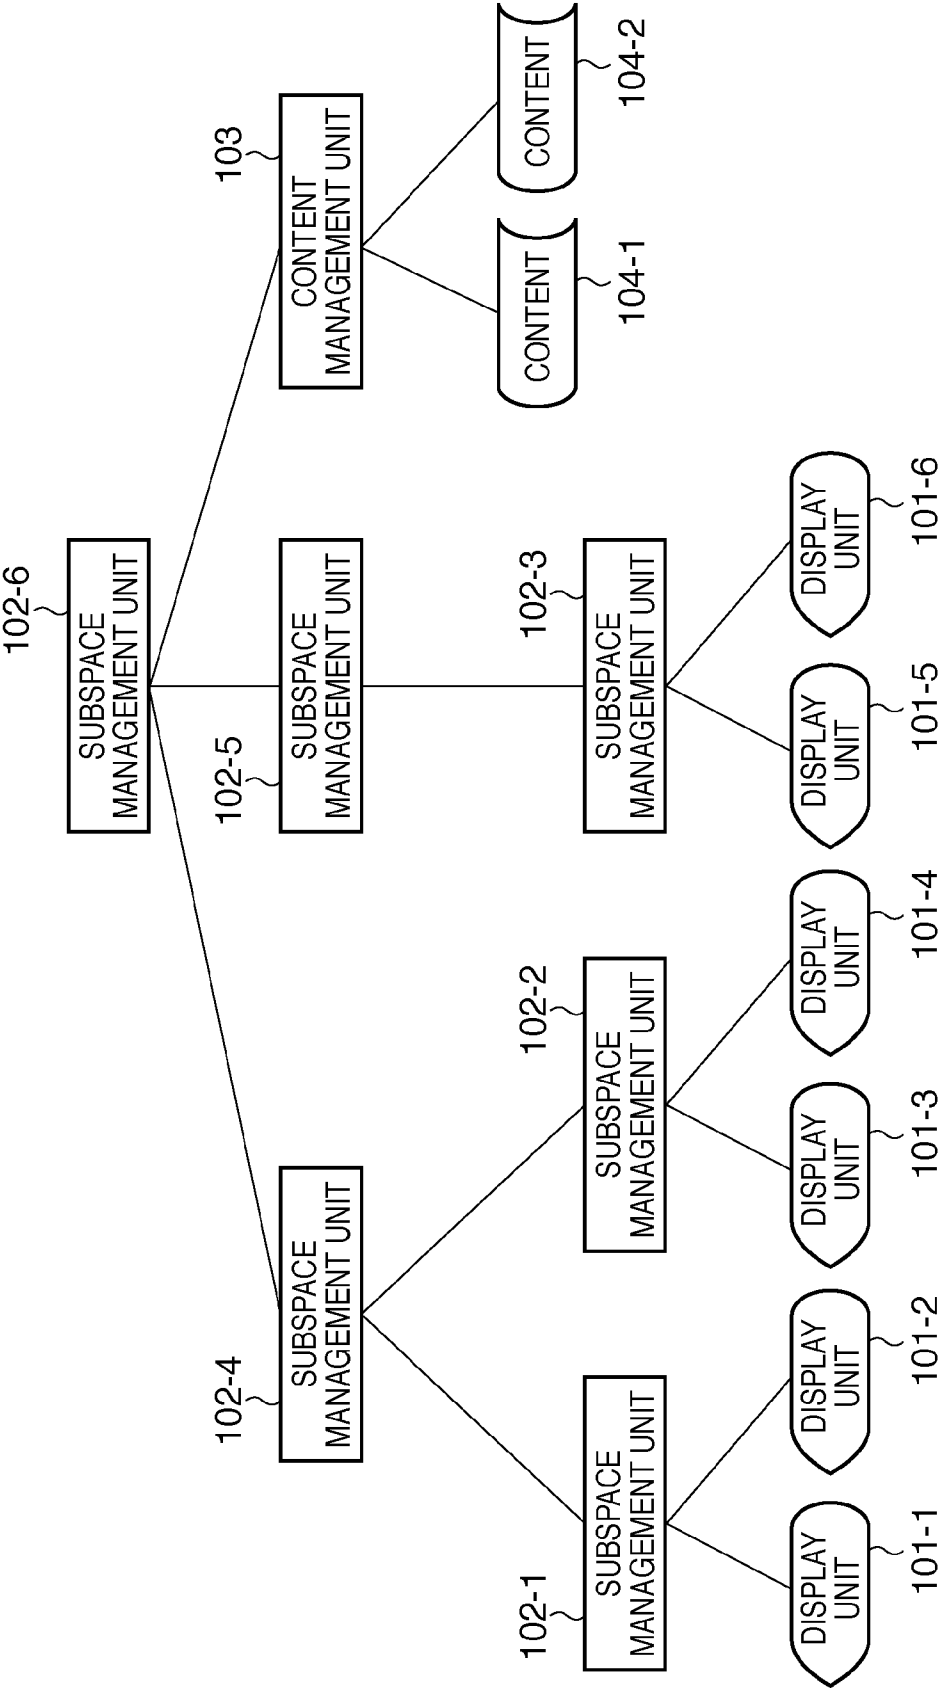 102-6
SUBSPACE
MANAGEMENT UNIT
102-4
SUBSPACE
MANAGEMENT UNIT
102-5
SUBSPACE
MANAGEMENT UNIT
103
CONTENT
MANAGEMENT UNIT
102-1
SUBSPACE
MANAGEMENT UNIT
102-2
SUBSPACE
MANAGEMENT UNIT
102-3
SUBSPACE
MANAGEMENT UNIT
CONTENT
104-1
CONTENT
104-2
DISPLAY
UNIT
101-1
DISPLAY
UNIT
101-2
DISPLAY
UNIT
101-3
DISPLAY
UNIT
101-4
DISPLAY
UNIT
101-5
DISPLAY
UNIT
101-6